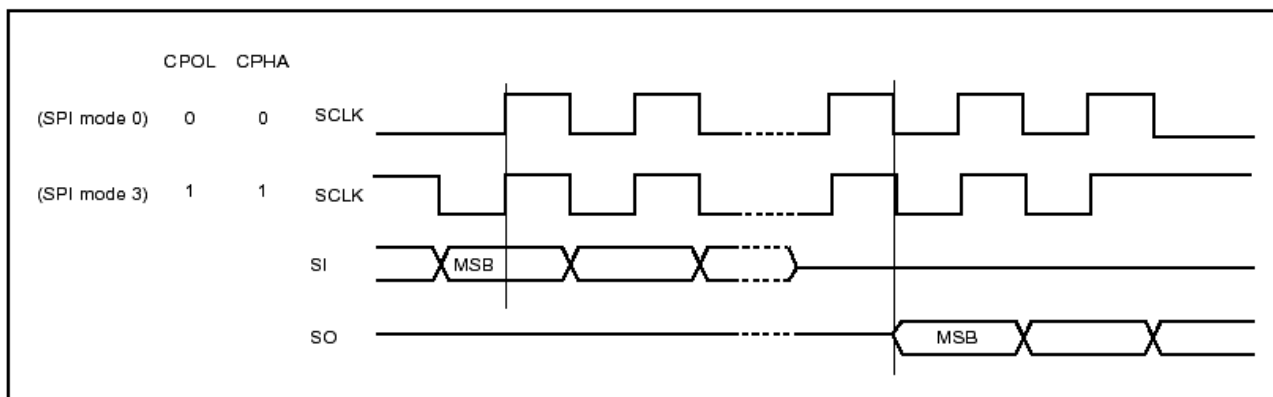 CPOL CPHA
(SPI mode 0) 0 0 SCLK
(SPI mode 3) 1 1 SCLK
SI MSB
SO MSB